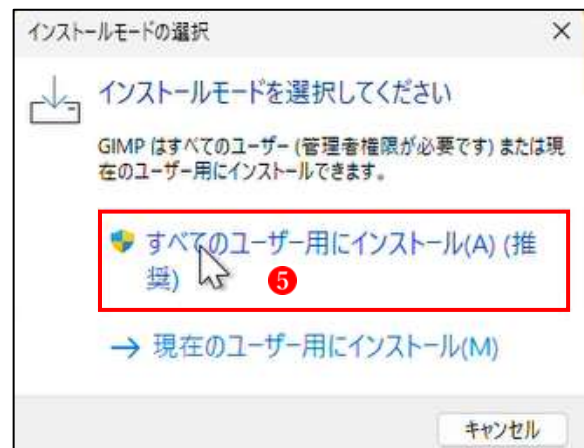 インストールモードの選択
インストールモードを選択してください
GIMP はすべてのユーザー (管理者権限が必要です) または現
在のユーザー用にインストールできます。
すべてのユーザー用にインストール(A) (推
奨)
❺
→ 現在のユーザー用にインストール(M)
キャンセル